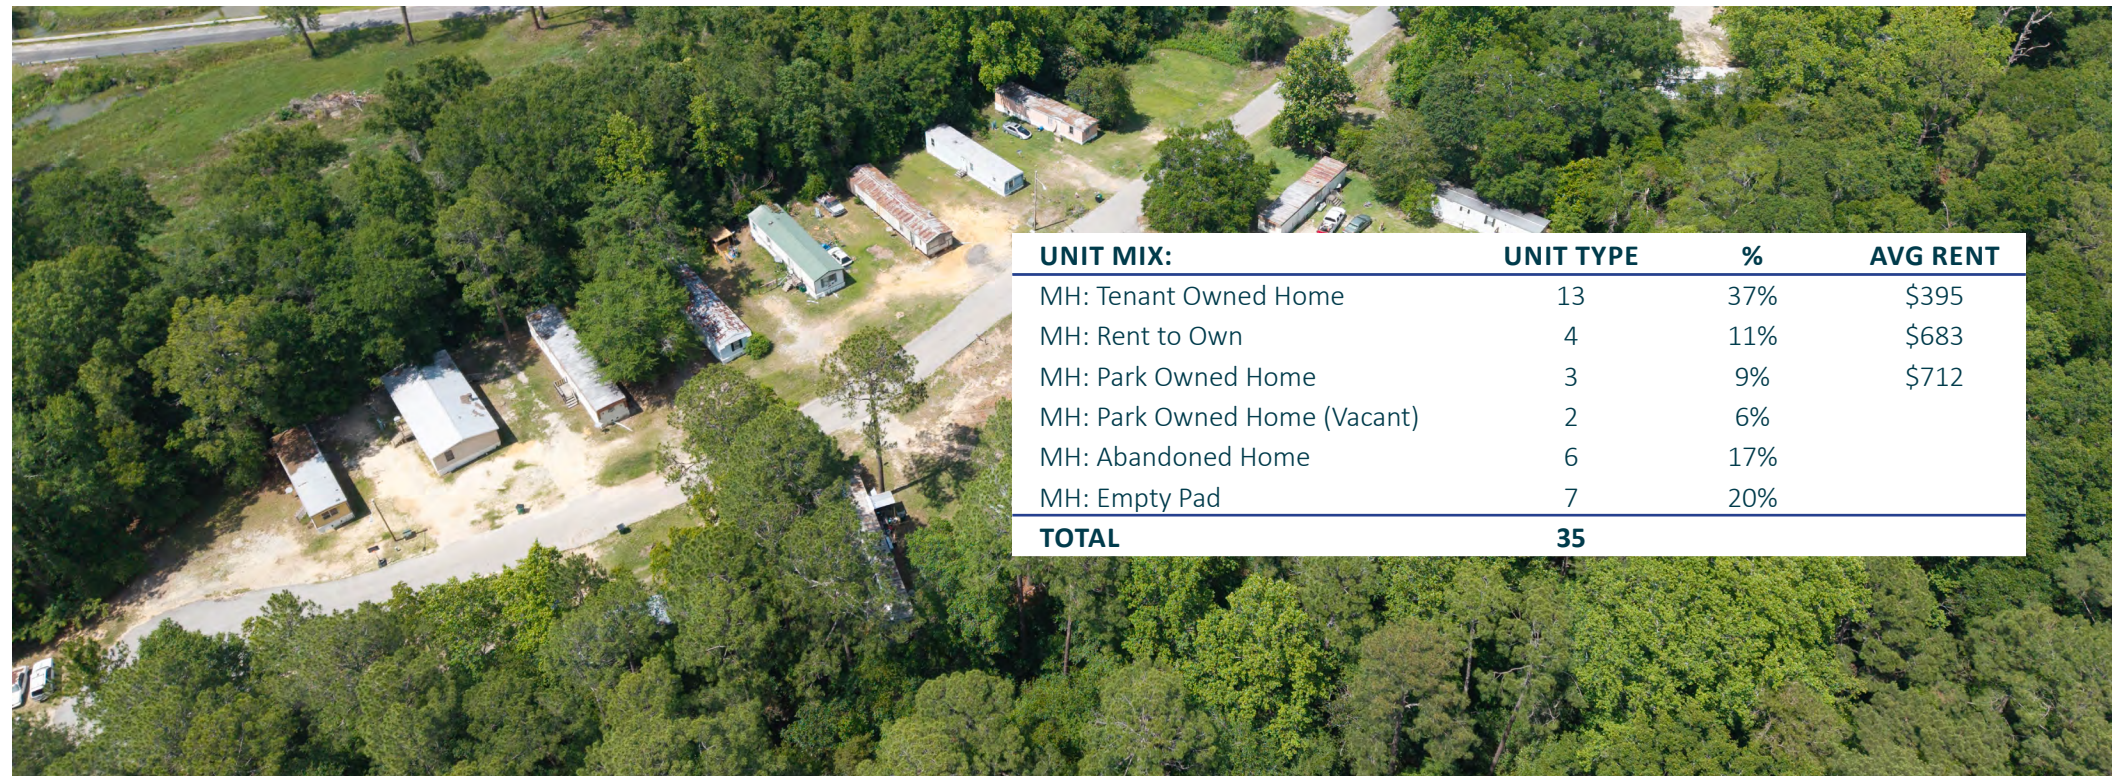 UNIT MIX: UNIT TYPE % AVG RENT
MH: Tenant Owned Home 13 37% $395
MH: Rent to Own 4 11% $683
MH: Park Owned Home 3 9% $712
MH: Park Owned Home (Vacant) 2 6%
MH: Abandoned Home 6 17%
MH: Empty Pad 7 20%
TOTAL 35